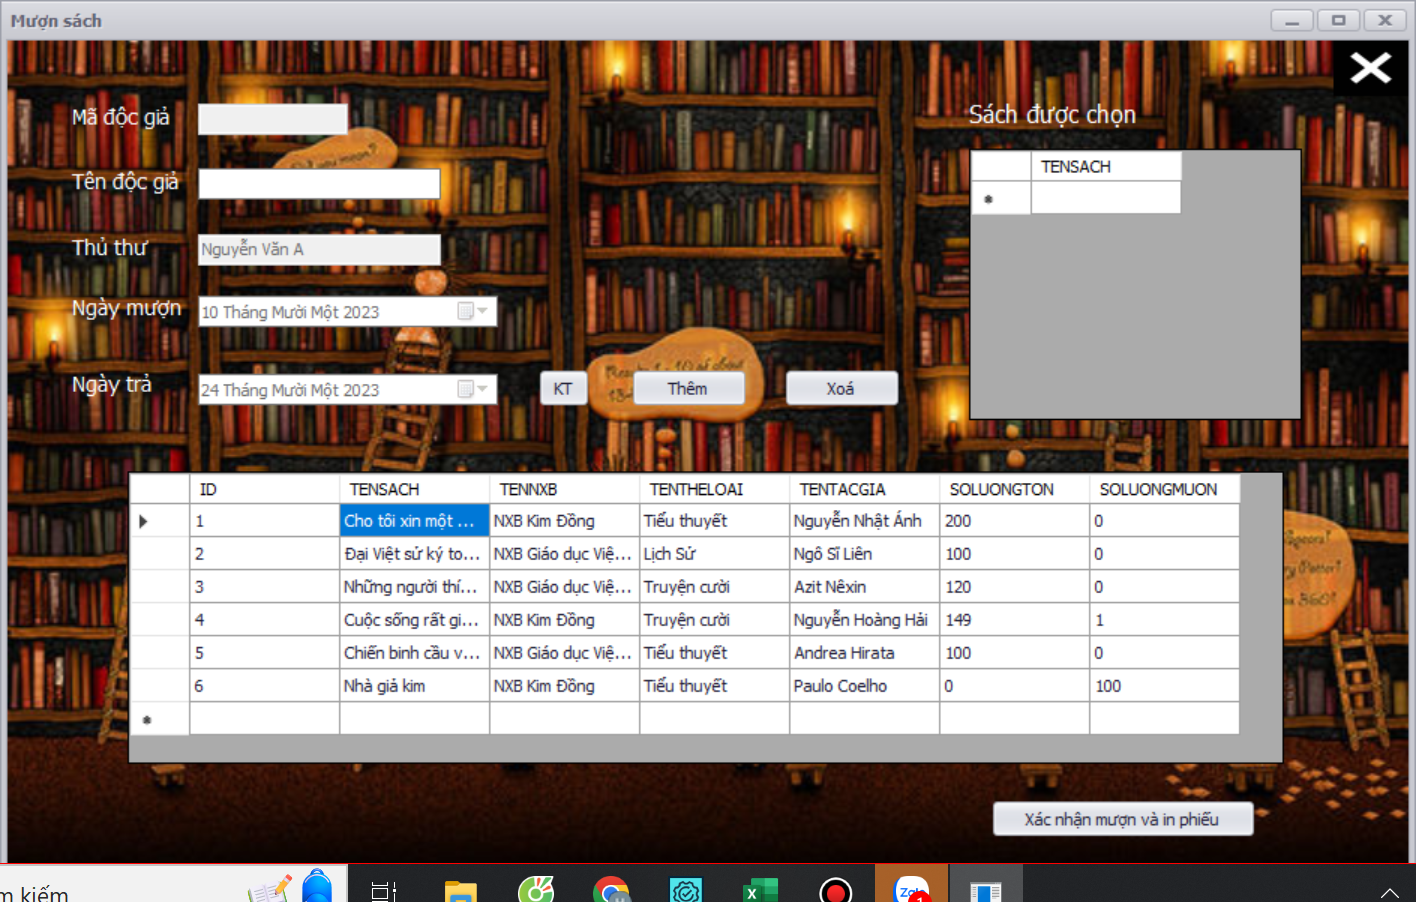 Mượn sách
Mã độc giả
Sách được chọn
TENSACH
Tên độc giả
Thủ thư
Nguyễn Văn A
Ngày mượn
10 Tháng Mười Một 2023
Ngày trả
24 Tháng Mười Một 2023
KT
Thêm
Xoá
ID TENSACH TENNXB TENTHELOAI TENTACGIA SOLUONGTON SOLUONGMUON
1 Cho tôi xin một ... NXB Kim Đồng Tiểu thuyết Nguyễn Nhật Ánh 200 0
2 Đại Việt sử ký to... NXB Giáo dục Việ... Lịch Sử Ngô Sĩ Liên 100 0
3 Những người thí... NXB Giáo dục Việ... Truyện cười Azit Nêxin 120 0
4 Cuộc sống rất gi... NXB Kim Đồng Truyện cười Nguyễn Hoàng Hải 149 1
5 Chiến binh cầu v... NXB Giáo dục Việ... Tiểu thuyết Andrea Hirata 100 0
6 Nhà giả kim NXB Kim Đồng Tiểu thuyết Paulo Coelho 0 100
Xác nhận mượn và in phiếu
m kiếm